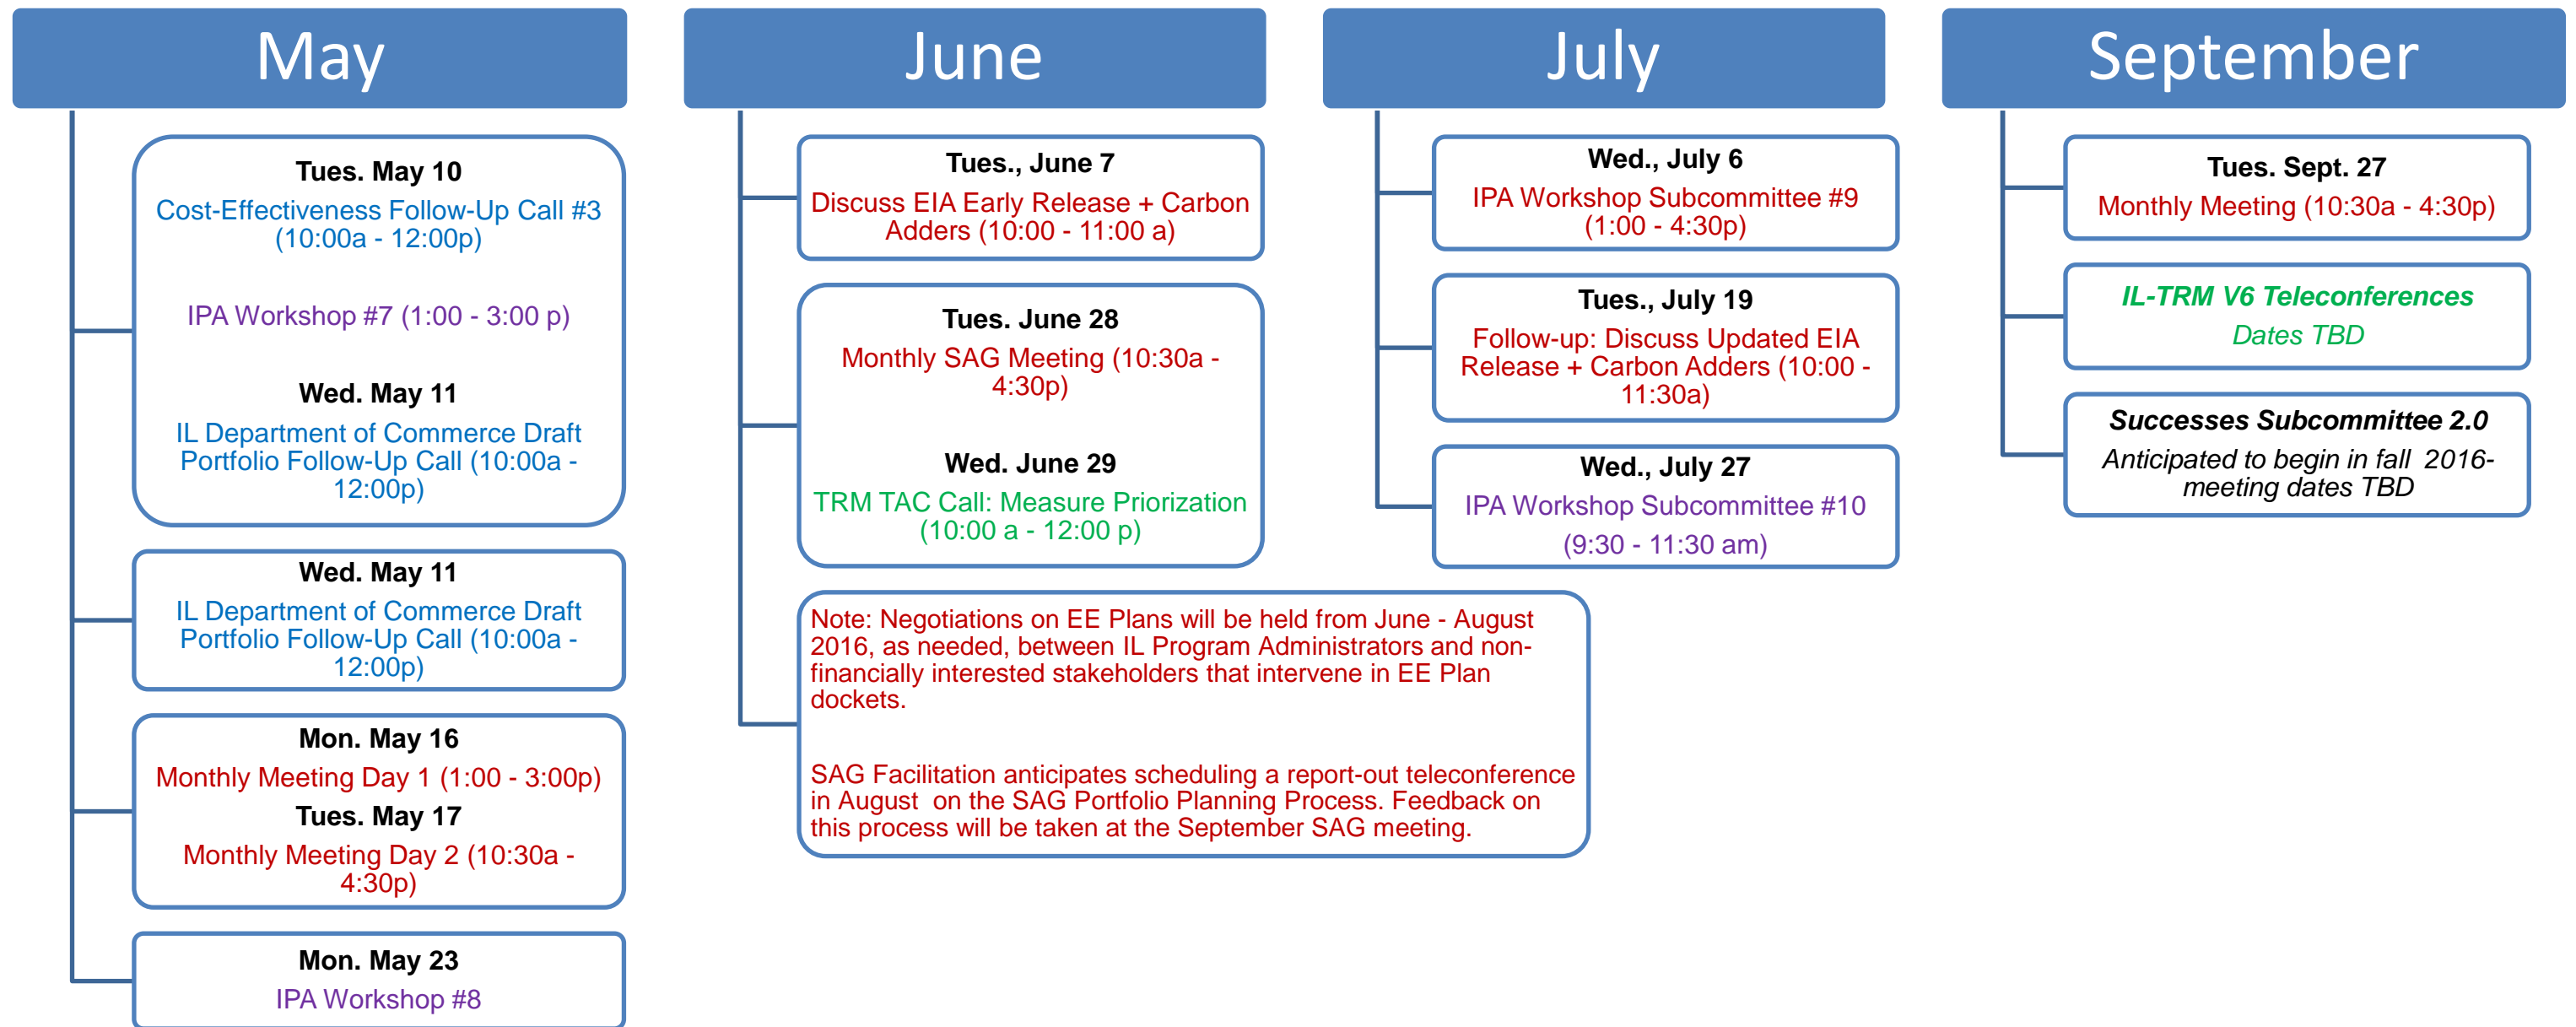 May
Tues. May 10
Cost-Effectiveness Follow-Up Call #3
(10:00a - 12:00p)
IPA Workshop #7 (1:00 - 3:00 p)
Wed. May 11
IL Department of Commerce Draft
Portfolio Follow-Up Call (10:00a -
12:00p)
Wed. May 11
IL Department of Commerce Draft
Portfolio Follow-Up Call (10:00a -
12:00p)
Mon. May 16
Monthly Meeting Day 1 (1:00 - 3:00p)
Tues. May 17
Monthly Meeting Day 2 (10:30a -
4:30p)
Mon. May 23
IPA Workshop #8
June
Tues., June 7
Discuss EIA Early Release + Carbon
Adders (10:00 - 11:00 a)
Tues. June 28
Monthly SAG Meeting (10:30a -
4:30p)
Wed. June 29
TRM TAC Call: Measure Priorization
(10:00 a - 12:00 p)
Note: Negotiations on EE Plans will be held from June - August
2016, as needed, between IL Program Administrators and non-
financially interested stakeholders that intervene in EE Plan
dockets.
SAG Facilitation anticipates scheduling a report-out teleconference
in August  on the SAG Portfolio Planning Process. Feedback on
this process will be taken at the September SAG meeting.
July
Wed., July 6
IPA Workshop Subcommittee #9
(1:00 - 4:30p)
Tues., July 19
Follow-up: Discuss Updated EIA
Release + Carbon Adders (10:00 -
11:30a)
Wed., July 27
IPA Workshop Subcommittee #10
(9:30 - 11:30 am)
September
Tues. Sept. 27
Monthly Meeting (10:30a - 4:30p)
IL-TRM V6 Teleconferences
Dates TBD
Successes Subcommittee 2.0
Anticipated to begin in fall  2016-
meeting dates TBD